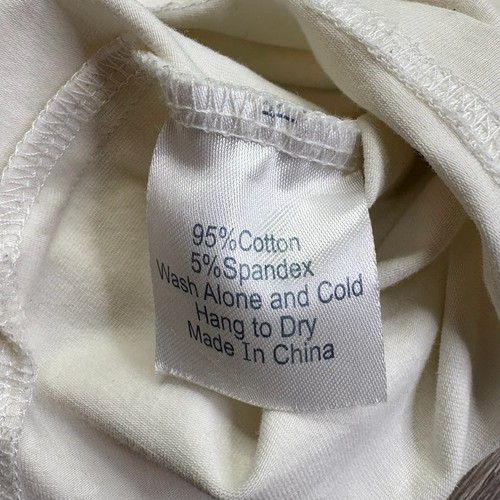 95%Cotton
5%Spandex
Wash Alone and Cold
Hang to Dry
Made In China